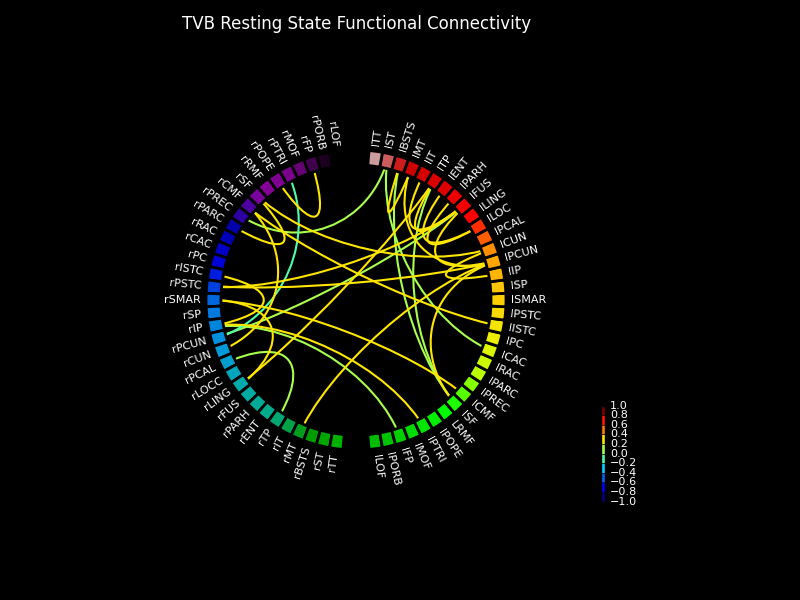 TVB Resting State Functional Connectivity
lTT
lST
lBSTS
lMT
lIT
lTP
lENT
lPARH
lFUS
lLING
lLOC
lPCAL
lCUN
lPCUN
lIP
lSP
lSMAR
lPSTC
lISTC
lPC
lCAC
lRAC
lPARC
lPREC
lCMF
lSF
lRMF
lPOPE
lPTRI
lMOF
lFP
lPORB
lLOF
rLOF
rPORB
rFP
rMOF
rPTRI
rPOPE
rRMF
rSF
rCMF
rPREC
rPARC
rRAC
rCAC
rPC
rISTC
rPSTC
rSMAR
rSP
rIP
rPCUN
rCUN
rPCAL
rLOCC
rLING
rFUS
rPARH
rENT
rTP
rIT
rMT
rBSTS
rST
rTT
1.0
0.8
0.6
0.4
0.2
0.0
−0.2
−0.4
−0.6
−0.8
−1.0